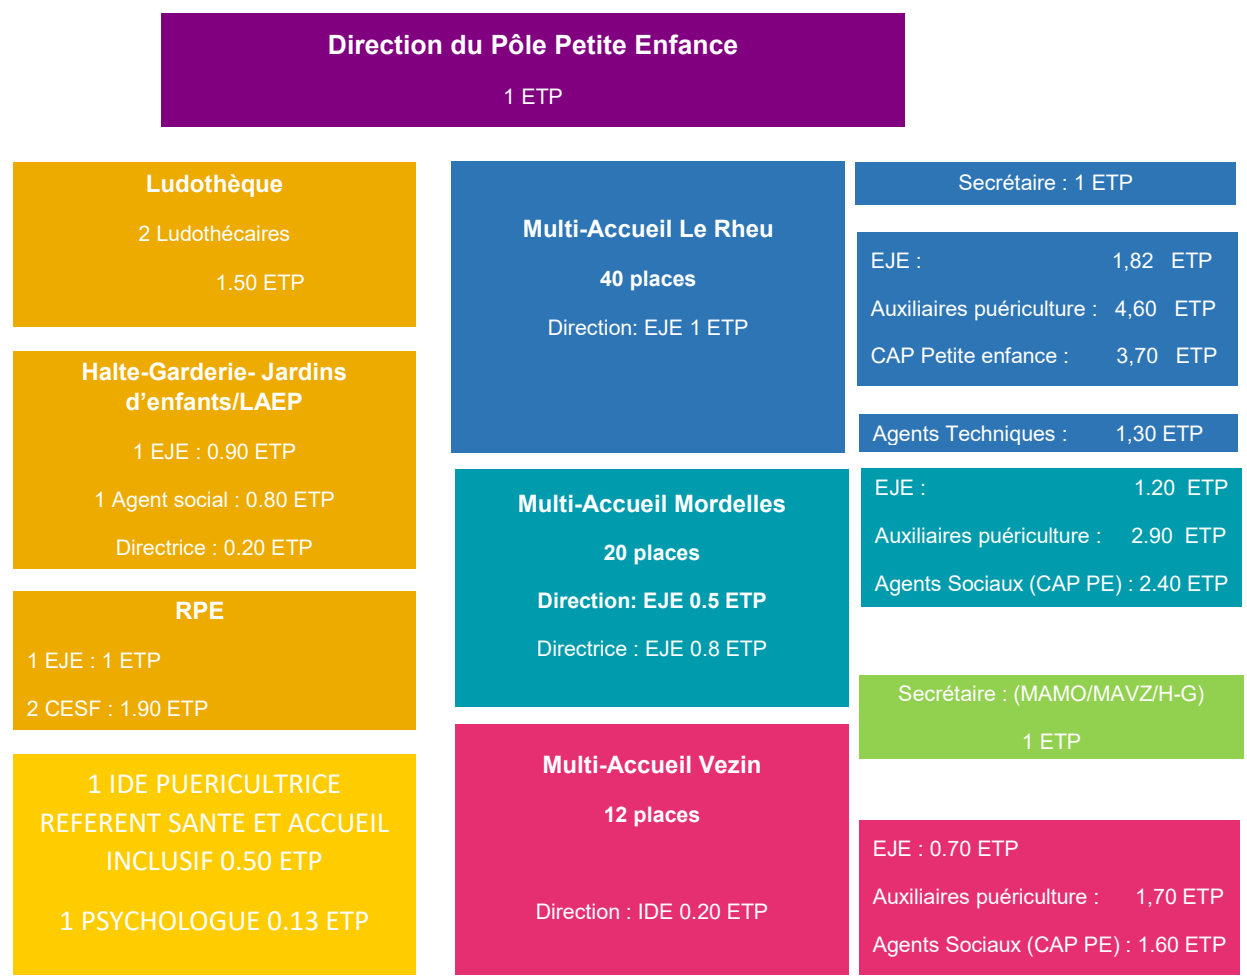 Direction du Pôle Petite Enfance
1 ETP
Ludothèque
2 Ludothécaires
1.50 ETP
Halte-Garderie- Jardins
d’enfants/LAEP
1 EJE : 0.90 ETP
1 Agent social : 0.80 ETP
Directrice : 0.20 ETP
RPE
1 EJE : 1 ETP
2 CESF : 1.90 ETP
1 IDE PUERICULTRICE
REFERENT SANTE ET ACCUEIL
INCLUSIF 0.50 ETP
1 PSYCHOLOGUE 0.13 ETP
Multi-Accueil Le Rheu
40 places
Direction: EJE 1 ETP
Multi-Accueil Mordelles
20 places
Direction: EJE 0.5 ETP
Directrice : EJE 0.8 ETP
Multi-Accueil Vezin
12 places
Direction : IDE 0.20 ETP
Secrétaire : 1 ETP
EJE : 1,82 ETP
Auxiliaires puériculture : 4,60 ETP
CAP Petite enfance : 3,70 ETP
Agents Techniques : 1,30 ETP
EJE : 1.20 ETP
Auxiliaires puériculture : 2.90 ETP
Agents Sociaux (CAP PE) : 2.40 ETP
Secrétaire : (MAMO/MAVZ/H-G)
1 ETP
EJE : 0.70 ETP
Auxiliaires puériculture : 1,70 ETP
Agents Sociaux (CAP PE) : 1.60 ETP